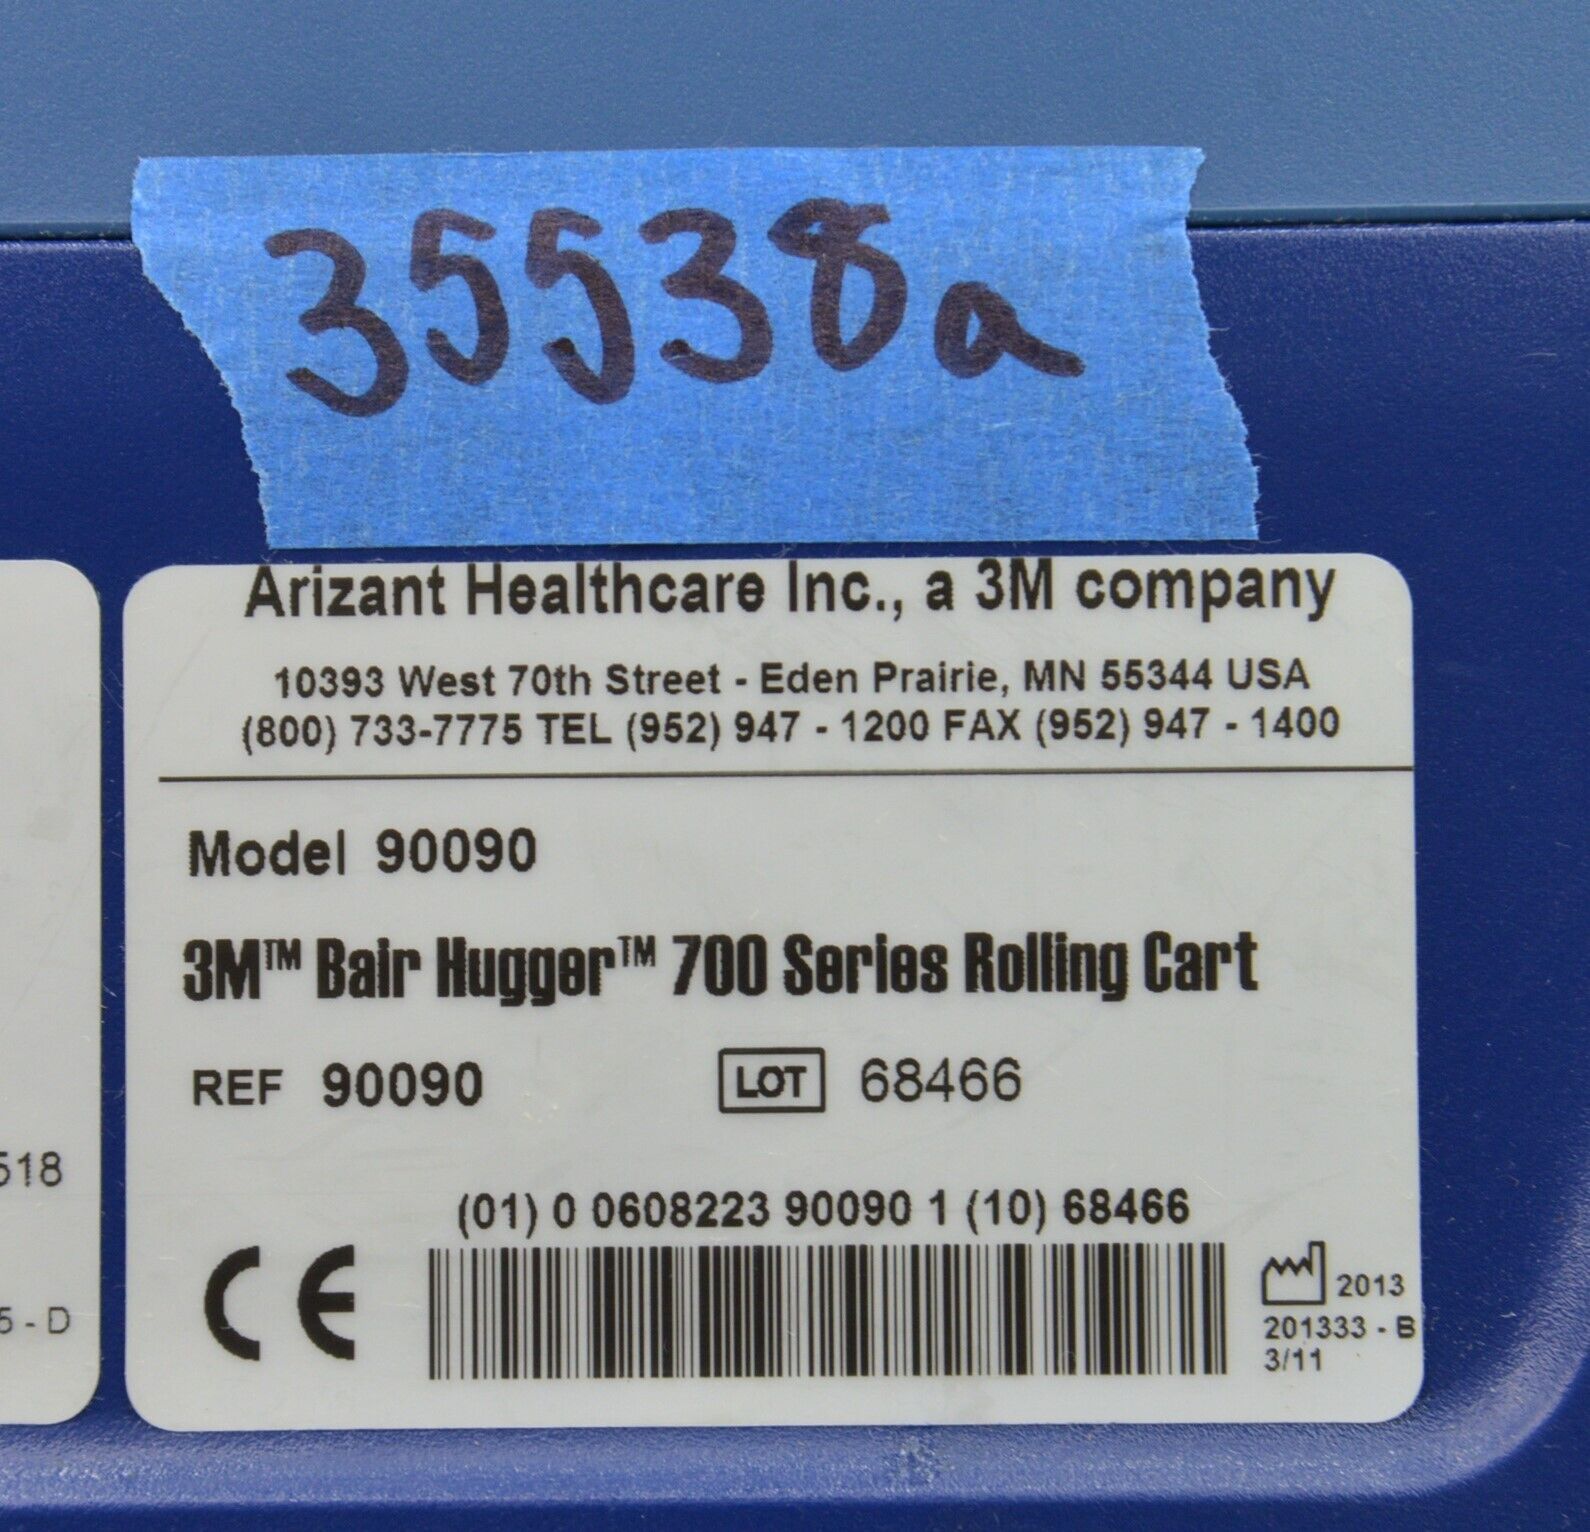 35538a
Arizant Healthcare Inc., a 3M company
10393 West 70th Street - Eden Prairie, MN 55344 USA
(800) 733-7775 TEL (952) 947 - 1200 FAX (952) 947 - 1400
Model 90090
3M™ Bair Hugger™ 700 Series Rolling Cart
REF 90090 LOT 68466
518
(01) 0 0608223 90090 1 (10) 68466
CE
2013
5 - D
201333 - B
3/11